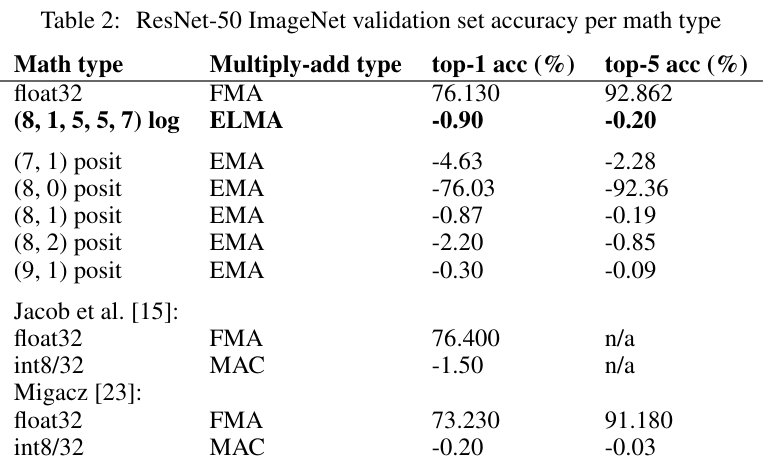 Table 2: ResNet-50 ImageNet validation set accuracy per math type
Math type Multiply-add type top-1 acc (%) top-5 acc (%)
float32 FMA 76.130 92.862
(8, 1, 5, 5, 7) log ELMA -0.90 -0.20
(7, 1) posit EMA -4.63 -2.28
(8, 0) posit EMA -76.03 -92.36
(8, 1) posit EMA -0.87 -0.19
(8, 2) posit EMA -2.20 -0.85
(9, 1) posit EMA -0.30 -0.09
Jacob et al. [15]:
float32 FMA 76.400 n/a
int8/32 MAC -1.50 n/a
Migacz [23]:
float32 FMA 73.230 91.180
int8/32 MAC -0.20 -0.03